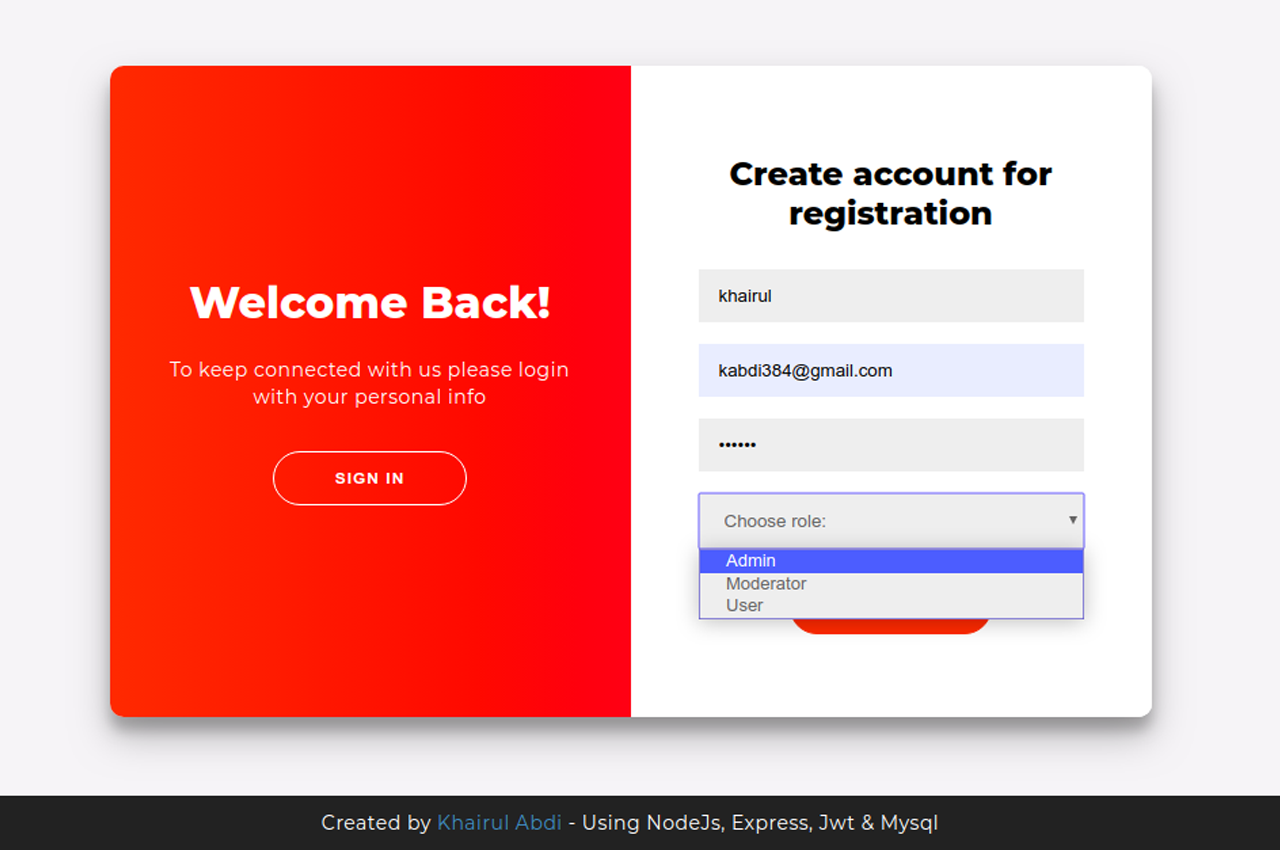 Welcome Back!
To keep connected with us please login
with your personal info
SIGN IN
Create account for
registration
khairul
kabdi384@gmail.com
••••••
Choose role:
Admin
Moderator
User
Created by Khairul Abdi - Using NodeJs, Express, Jwt & Mysql